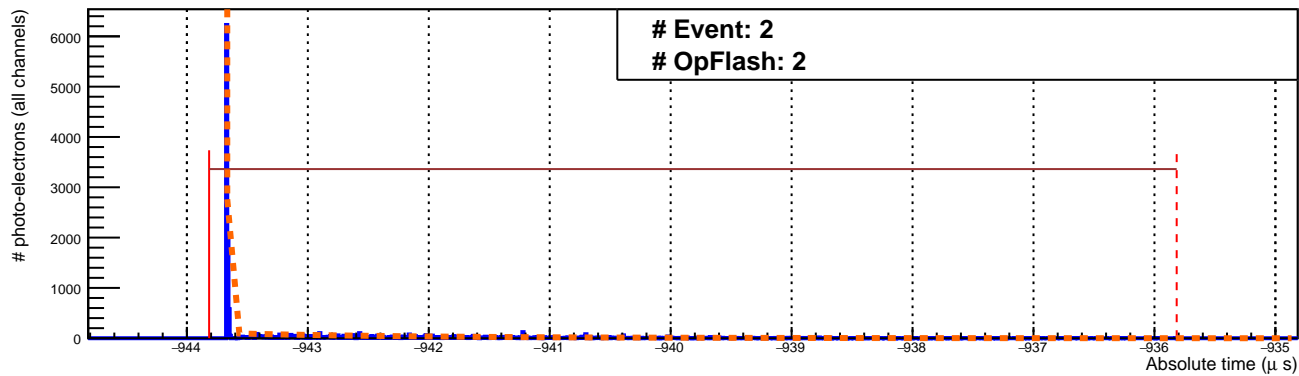 # Event: 2
# OpFlash: 2
# photo-electrons (all channels)
6000
5000
4000
3000
2000
1000
0
−944 −943 −942 −941 −940 −939 −938 −937 −936 −935
Absolute time (μ s)